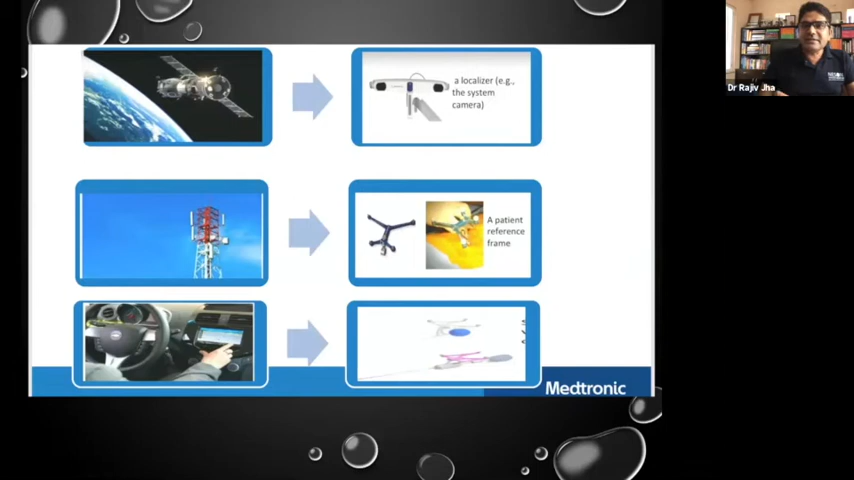 a localizer (e.g.,
the system
camera)
A patient
reference
frame
Medtronic
Dr Rajiv Jha